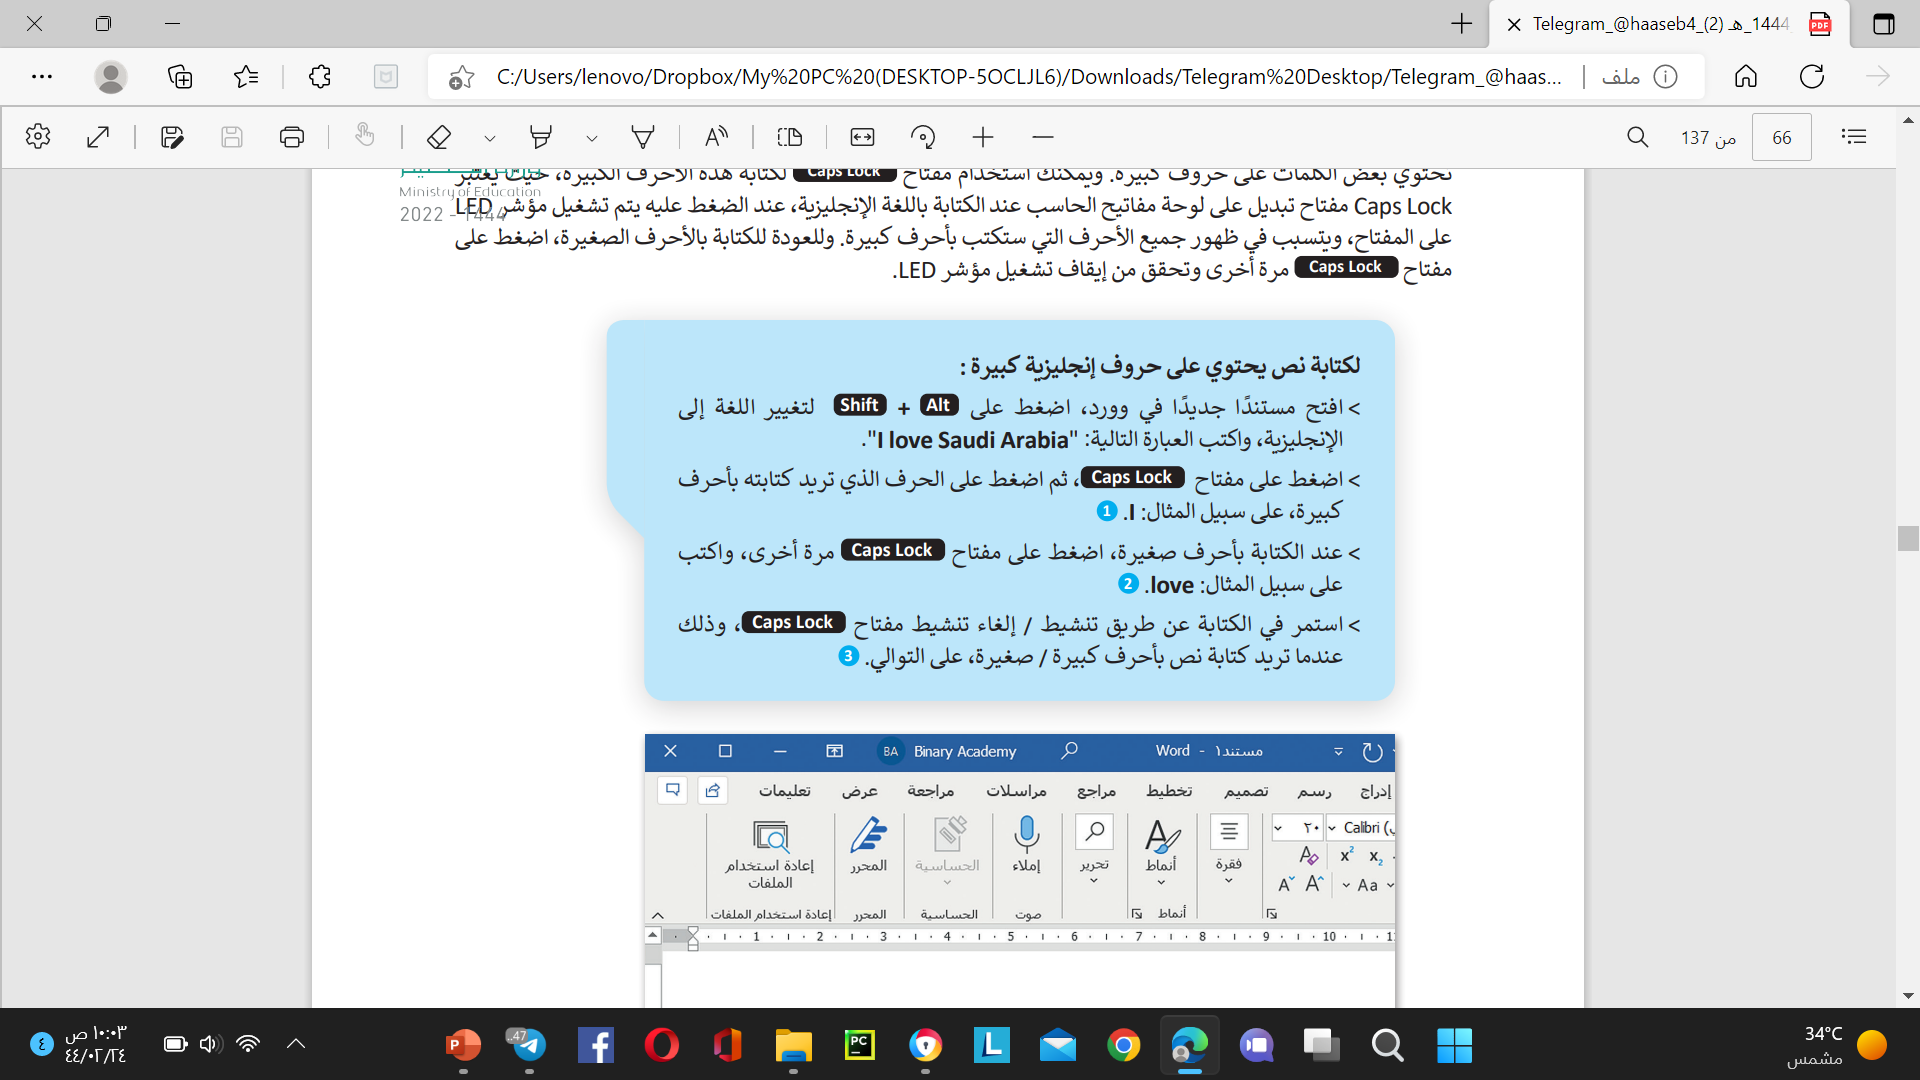 Telegram_@haaseb4_(2)_هـ_1444
C:/Users/lenovo/Dropbox/My%20PC%20(DESKTOP-5OCLJL6)/Downloads/Telegram%20Desktop/Telegram_@haas...
ملف
66
من 137
Ministry of Education
2022 - 1444
تحتوي بعض الكلمات على حروف كبيرة. ويمكنك استخدام مفتاح Caps Lock لكتابة هذه الأحرف الكبيرة، حيث يعتبر
Caps Lock مفتاح تبديل على لوحة مفاتيح الحاسب عند الكتابة باللغة الإنجليزية، عند الضغط عليه يتم تشغيل مؤشر LED
على المفتاح، ويتسبب في ظهور جميع الأحرف التي ستكتب بأحرف كبيرة. وللعودة للكتابة بالأحرف الصغيرة، اضغط على
مفتاح Caps Lock مرة أخرى وتحقق من إيقاف تشغيل مؤشر LED.
لكتابة نص يحتوي على حروف إنجليزية كبيرة :
> افتح مستندًا جديدًا في وورد، اضغط على Alt + Shift لتغيير اللغة إلى
الإنجليزية، واكتب العبارة التالية: "I love Saudi Arabia".
> اضغط على مفتاح Caps Lock، ثم اضغط على الحرف الذي تريد كتابته بأحرف
كبيرة، على سبيل المثال: I. 1
> عند الكتابة بأحرف صغيرة، اضغط على مفتاح Caps Lock مرة أخرى، واكتب
على سبيل المثال: love. 2
> استمر في الكتابة عن طريق تنشيط / إلغاء تنشيط مفتاح Caps Lock، وذلك
عندما تريد كتابة نص بأحرف كبيرة / صغيرة، على التوالي. 3
مستند١ - Word
Binary Academy
BA
إدراج رسم تصميم تخطيط مراجع مراسلات مراجعة عرض تعليمات
Calibri ٢٠
x² x₂
A A Aa
فقرة
أنماط
تحرير
إملاء
الحساسية
المحرر
إعادة استخدام
الملفات
أنماط
صوت
الحساسية
المحرر
إعادة استخدام الملفات
1 2 3 4 5 6 7 8 9 10 1
34°C
مشمس
47
PC
L
١٠:٠٣ ص
٤٤/٠٢/٢٤
٤